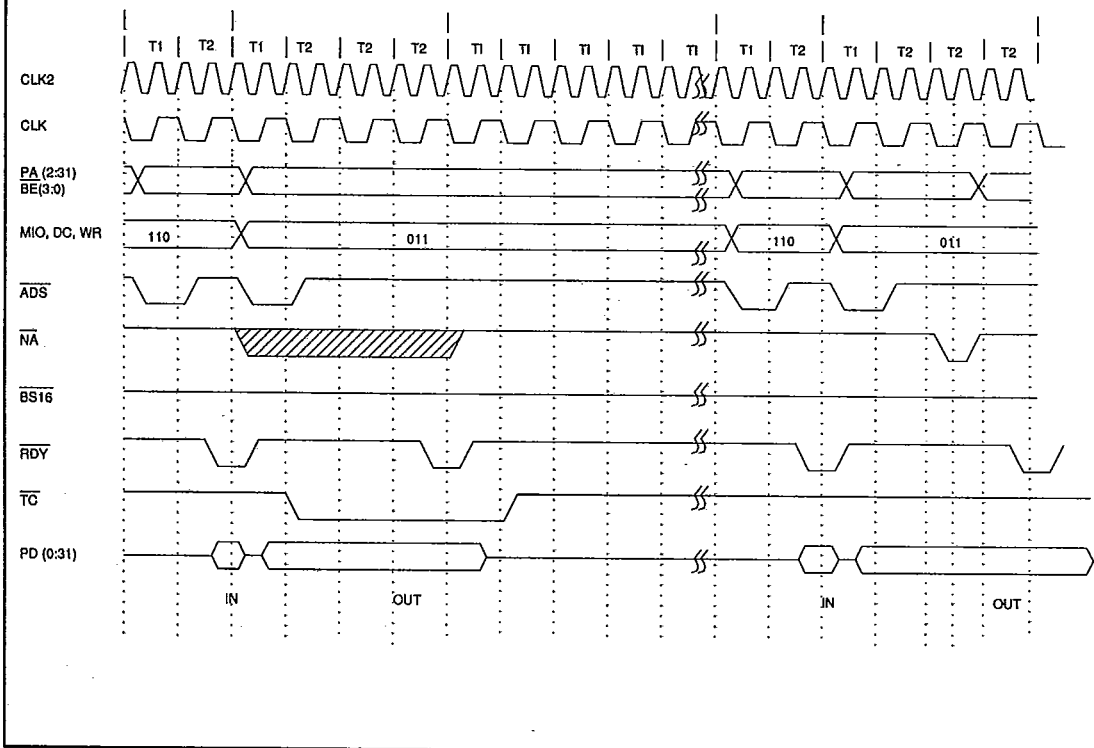 T1 T2 T1 T2 T2 T2 TI TI TI TI TI T1 T2 T1 T2 T2 T2
CLK2
CLK
PA (2:31)
BE(3:0)
MIO, DC, WR 110 011 110 011
ADS
NA
BS16
RDY
TC
PD (0:31)
IN OUT IN OUT